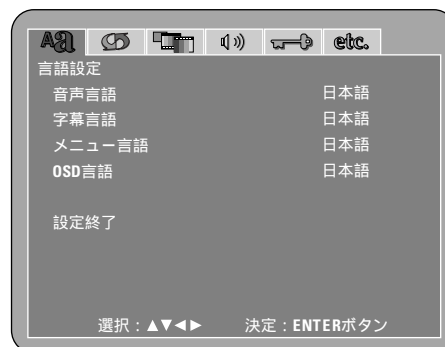 Aあ etc.
言語設定
音声言語 日本語
字幕言語 日本語
メニュー言語 日本語
OSD言語 日本語
設定終了
選択：▲▼◀▶ 決定：ENTERボタン